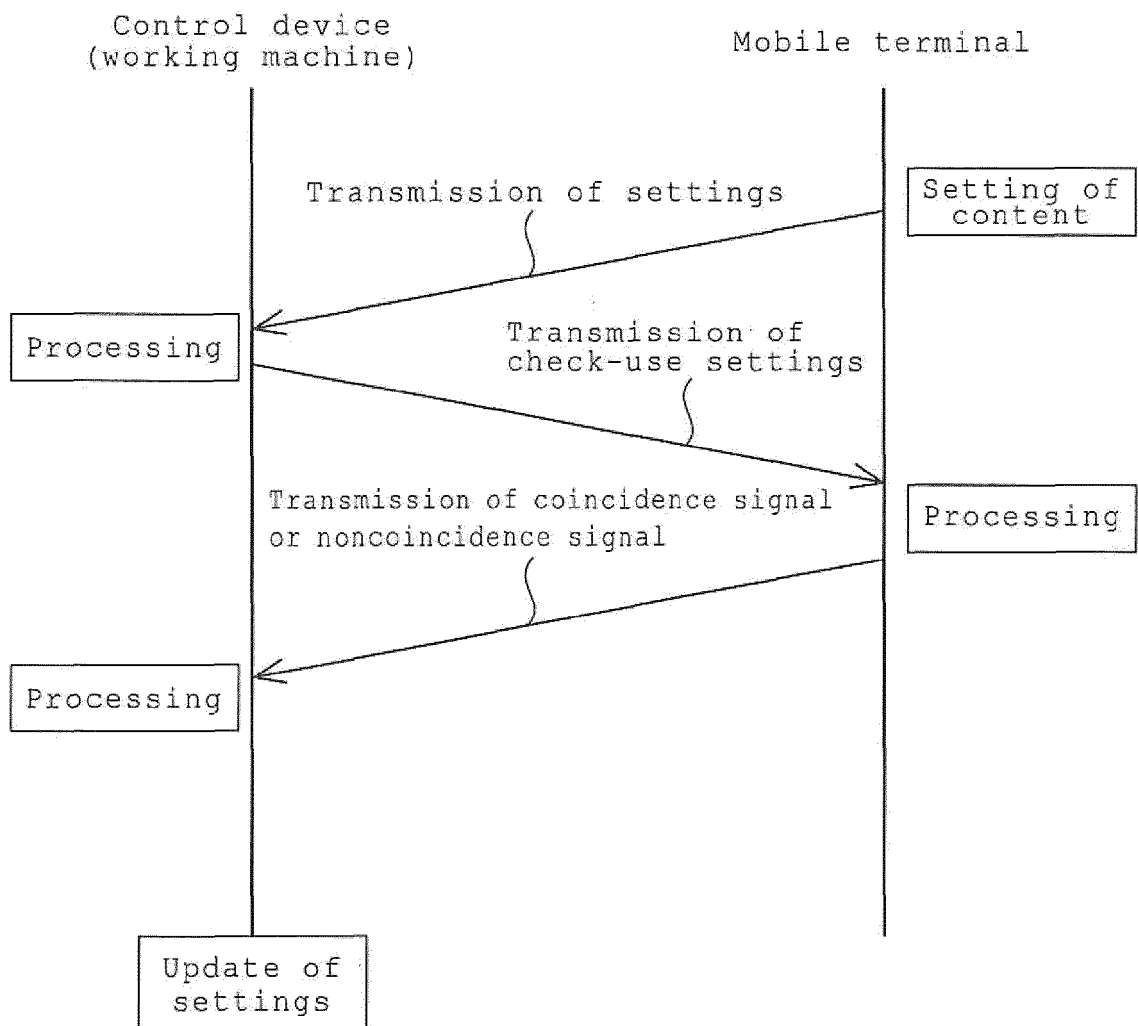 Control device
(working machine)
Mobile terminal
Setting of
content
Transmission of settings
Processing
Transmission of
check-use settings
Transmission of coincidence signal
or noncoincidence signal
Processing
Processing
Update of
settings